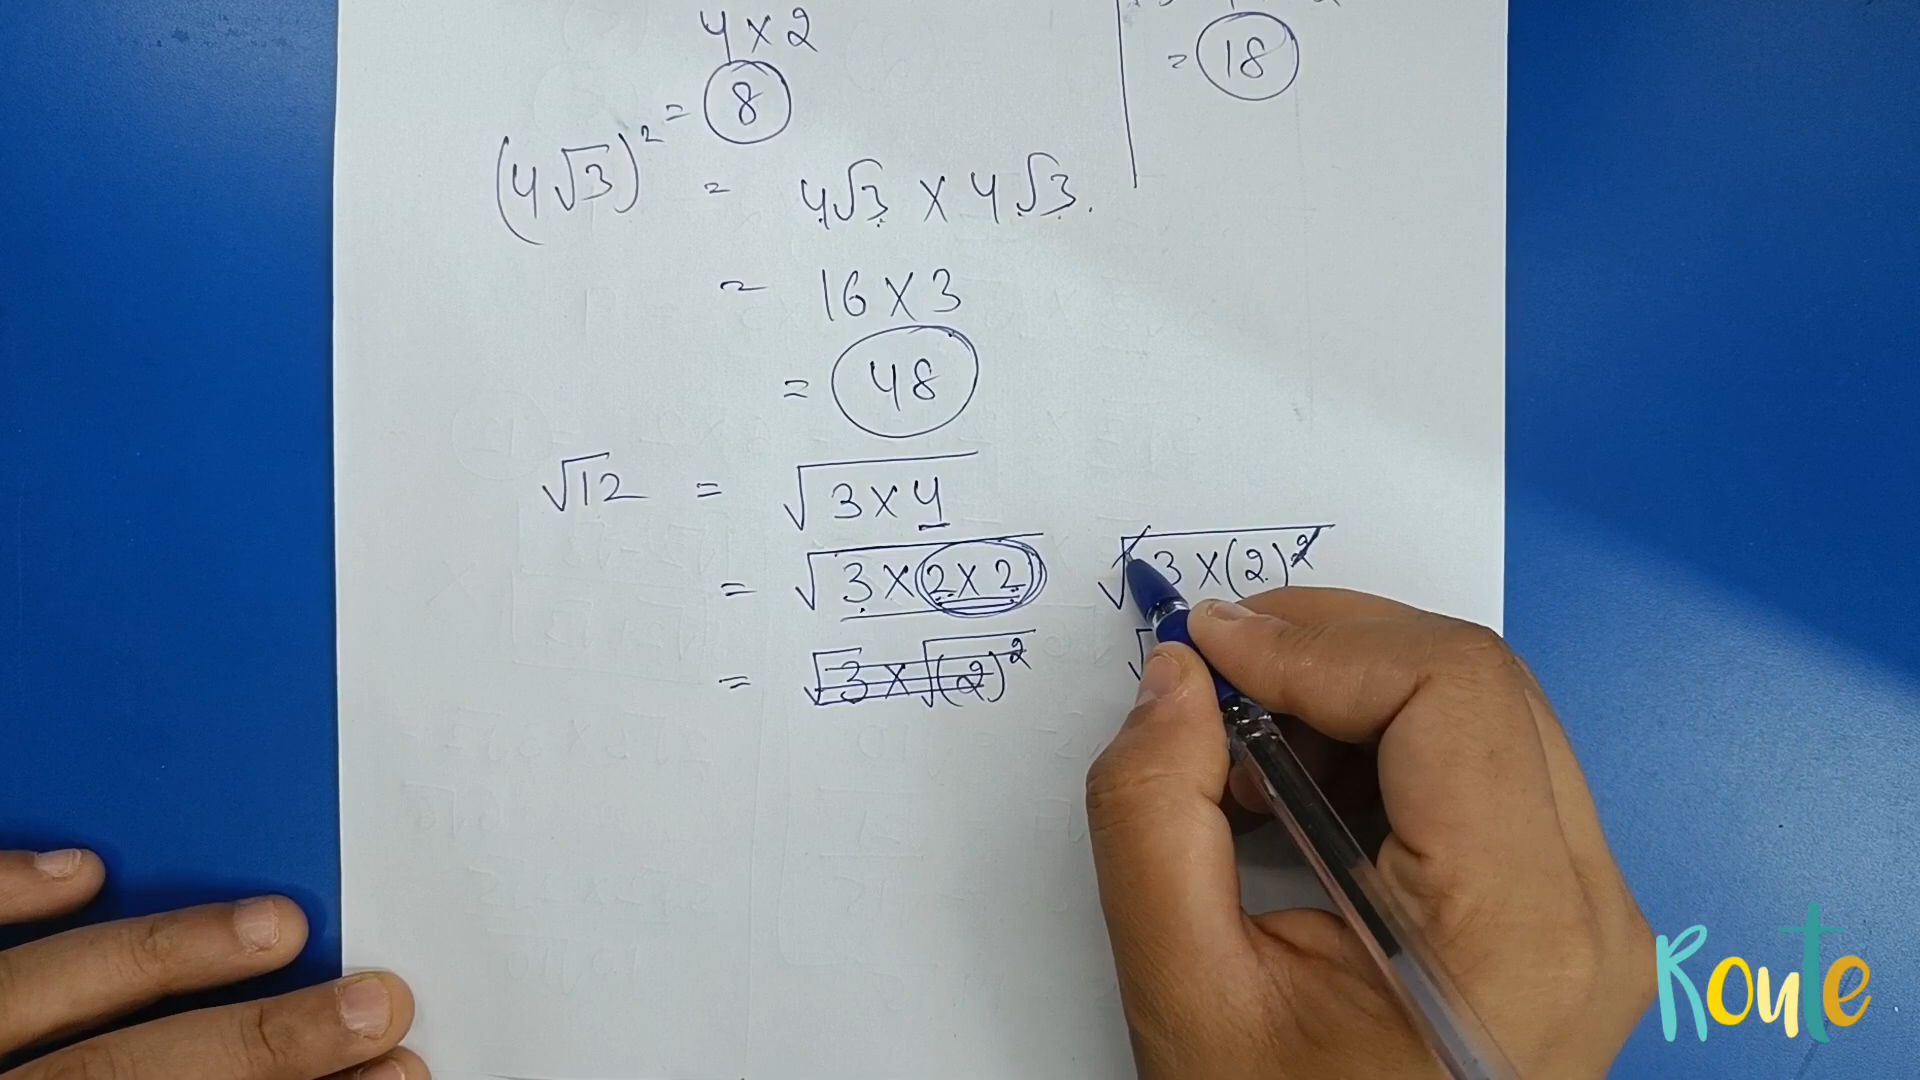 4 × 2
= 8
= 18
(4√3)² = 4√3 × 4√3.
= 16 × 3
= 48
√12 = √3 × 4
= √3 × (2 × 2) √3 × (2)²
= √3 × √(2)²
Route